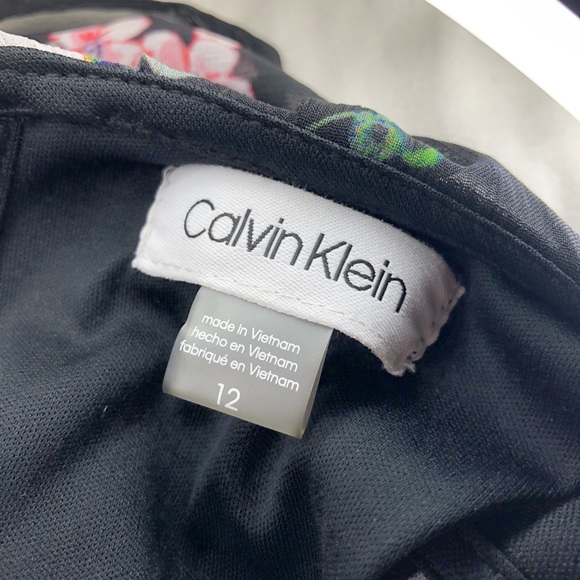 Calvin Klein
made in Vietnam
hecho en Vietnam
fabriqué en Vietnam
12